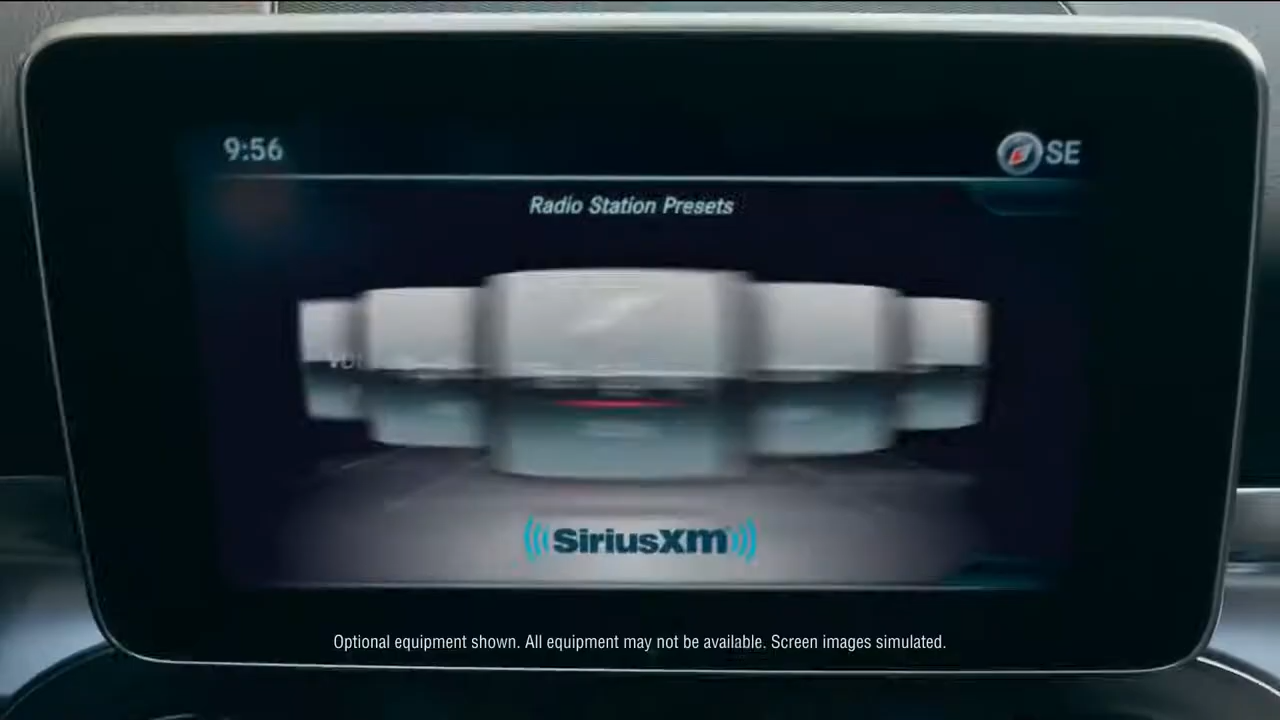 9:56
SE
Radio Station Presets
SiriusXM
Optional equipment shown. All equipment may not be available. Screen images simulated.